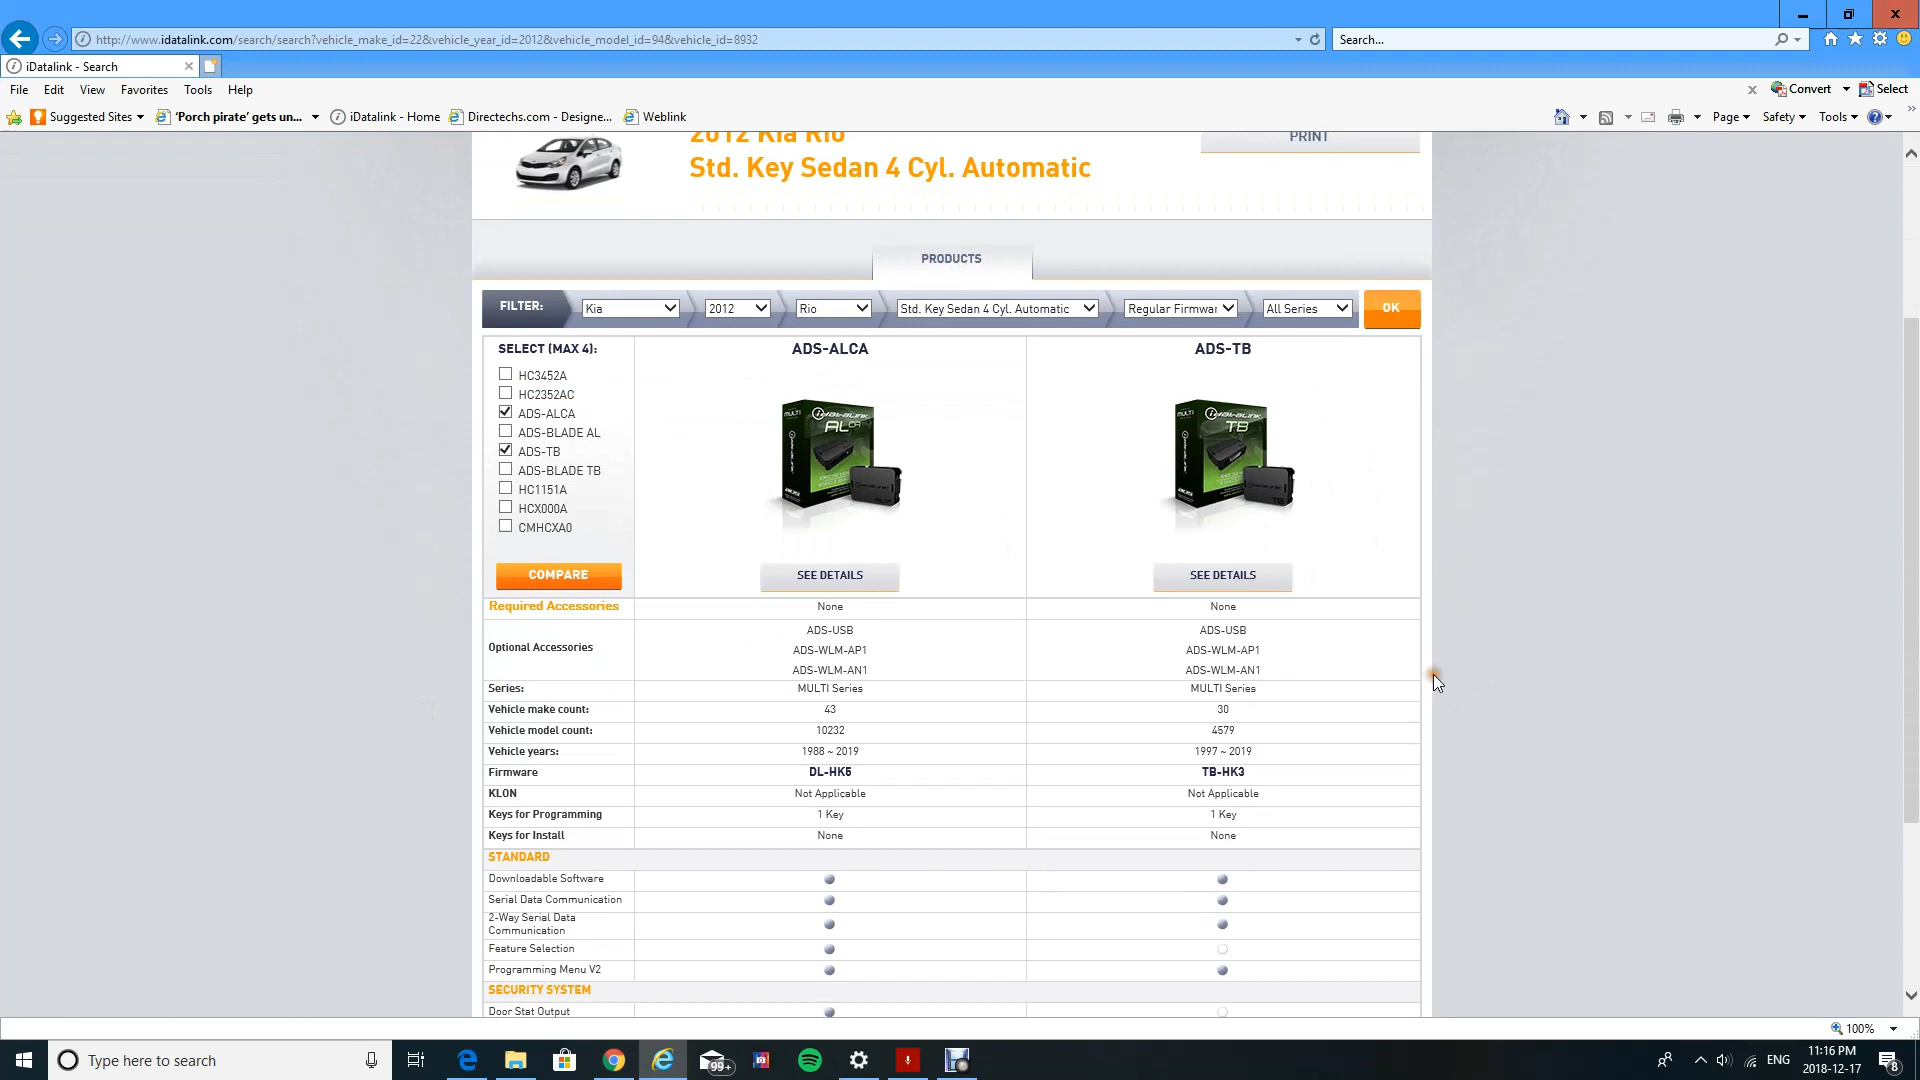 http://www.idatalink.com/search/search?vehicle_make_id=22&vehicle_year_id=2012&vehicle_model_id=94&vehicle_id=8932
Search...
iDatalink - Search
File Edit View Favorites Tools Help
Convert Select
Suggested Sites 'Porch pirate' gets un... iDatalink - Home Directechs.com - Designe... Weblink
Page Safety Tools
2012 Kia Rio
PRINT
Std. Key Sedan 4 Cyl. Automatic
PRODUCTS
FILTER: Kia 2012 Rio Std. Key Sedan 4 Cyl. Automatic Regular Firmwar All Series OK
SELECT (MAX 4): ADS-ALCA ADS-TB
HC3452A
HC2352AC
ADS-ALCA
ADS-BLADE AL
ADS-TB
ADS-BLADE TB
HC1151A
HCX000A
CMHCXA0
COMPARE SEE DETAILS SEE DETAILS
Required Accessories None None
Optional Accessories
ADS-USB ADS-USB
ADS-WLM-AP1 ADS-WLM-AP1
ADS-WLM-AN1 ADS-WLM-AN1
Series: MULTI Series MULTI Series
Vehicle make count: 43 30
Vehicle model count: 10232 4579
Vehicle years: 1988 ~ 2019 1997 ~ 2019
Firmware DL-HK5 TB-HK3
KLON Not Applicable Not Applicable
Keys for Programming 1 Key 1 Key
Keys for Install None None
STANDARD
Downloadable Software
Serial Data Communication
2-Way Serial Data
Communication
Feature Selection
Programming Menu V2
SECURITY SYSTEM
Door Stat Output
100%
Type here to search
99+
ENG
11:16 PM
2018-12-17
8